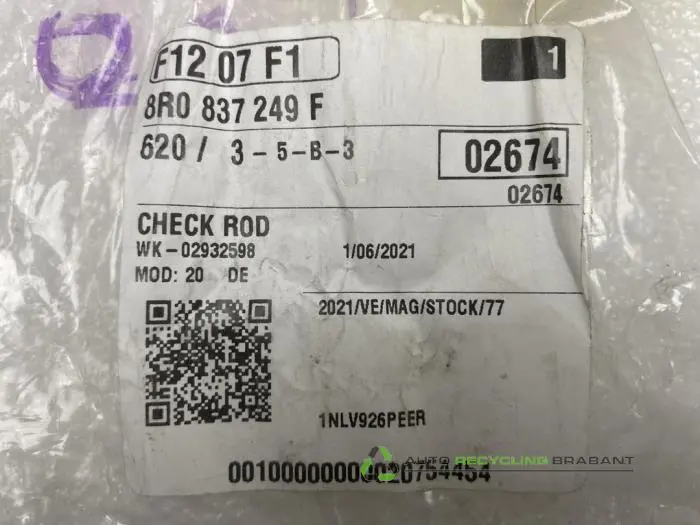 F12 07 F1
1
8R0 837 249 F
620 / 3-5-B-3
02674
02674
CHECK ROD
WK-02932598 1/06/2021
MOD: 20 DE
2021/VE/MAG/STOCK/77
1NLV926PEER
AUTO RECYCLING BRABANT